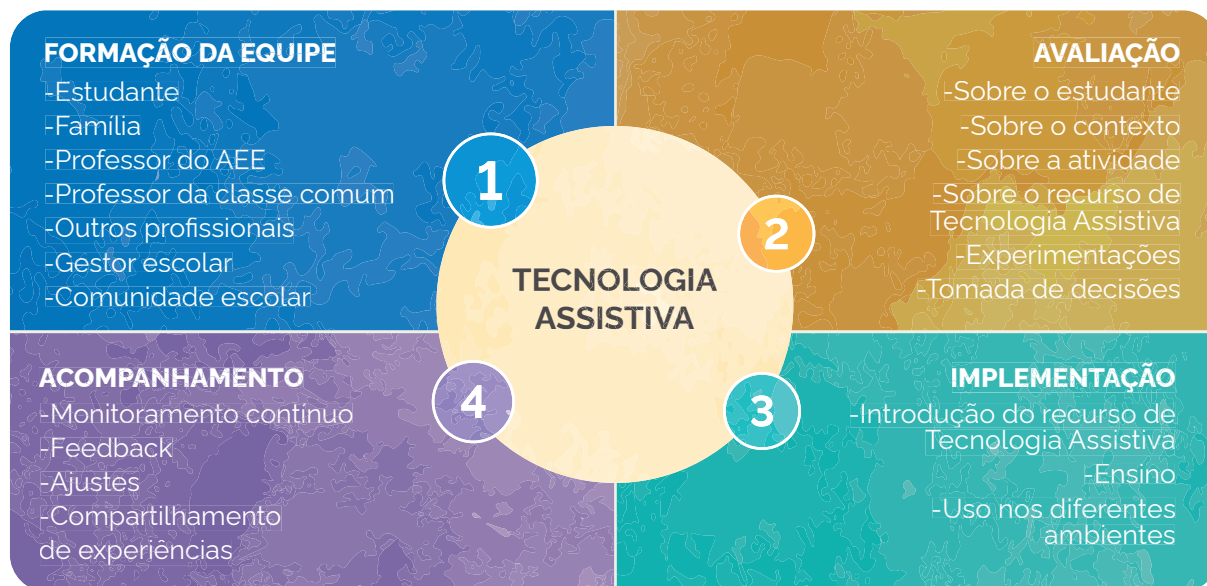 FORMAÇÃO DA EQUIPE
-Estudante
-Família
-Professor do AEE
-Professor da classe comum
-Outros profissionais
-Gestor escolar
-Comunidade escolar
1
AVALIAÇÃO
-Sobre o estudante
-Sobre o contexto
-Sobre a atividade
-Sobre o recurso de
Tecnologia Assistiva
-Experimentações
-Tomada de decisões
2
TECNOLOGIA
ASSISTIVA
IMPLEMENTAÇÃO
-Introdução do recurso de
Tecnologia Assistiva
-Ensino
-Uso nos diferentes
ambientes
3
ACOMPANHAMENTO
-Monitoramento contínuo
-Feedback
-Ajustes
-Compartilhamento
de experiências
4